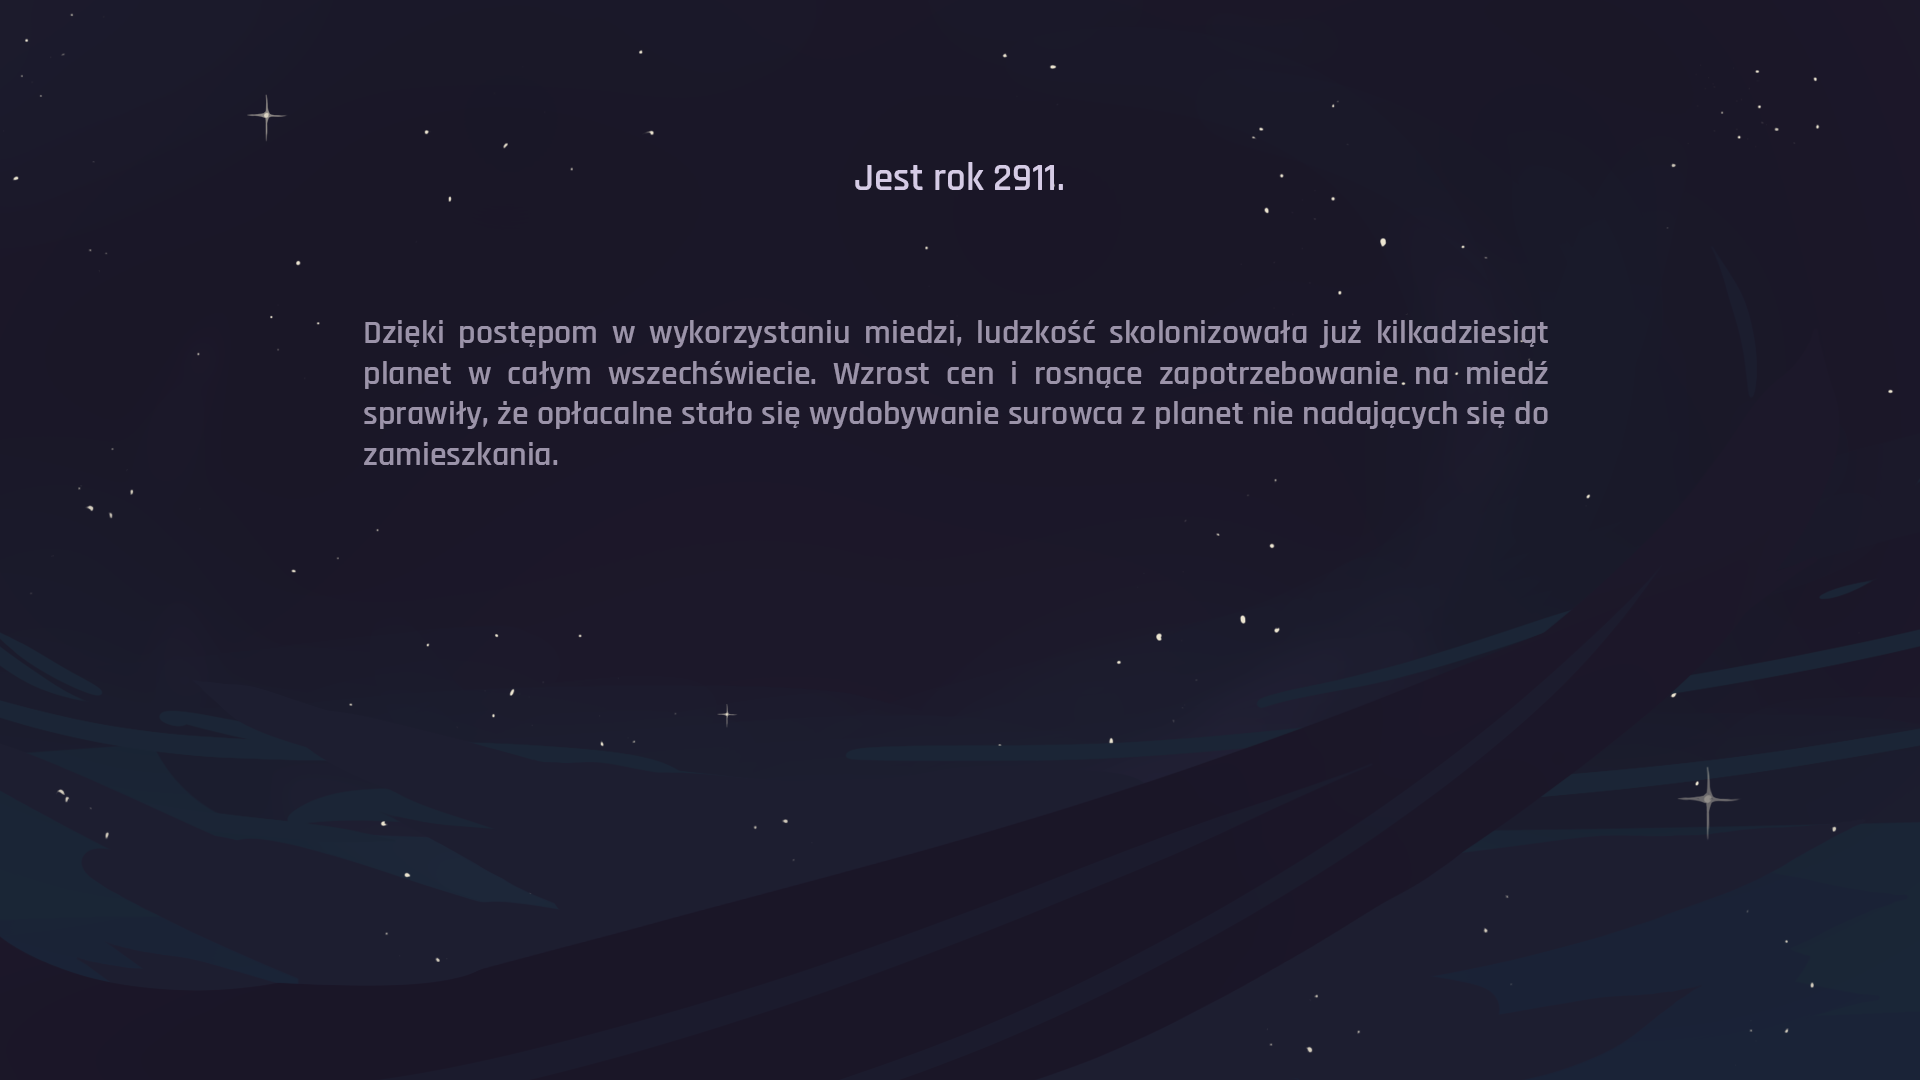 Jest rok 2911.
Dzięki postępom w wykorzystaniu miedzi, ludzkość skolonizowała już kilkadziesiąt
planet w całym wszechświecie. Wzrost cen i rosnące zapotrzebowanie na miedź
sprawiły, że opłacalne stało się wydobywanie surowca z planet nie nadających się do
zamieszkania.